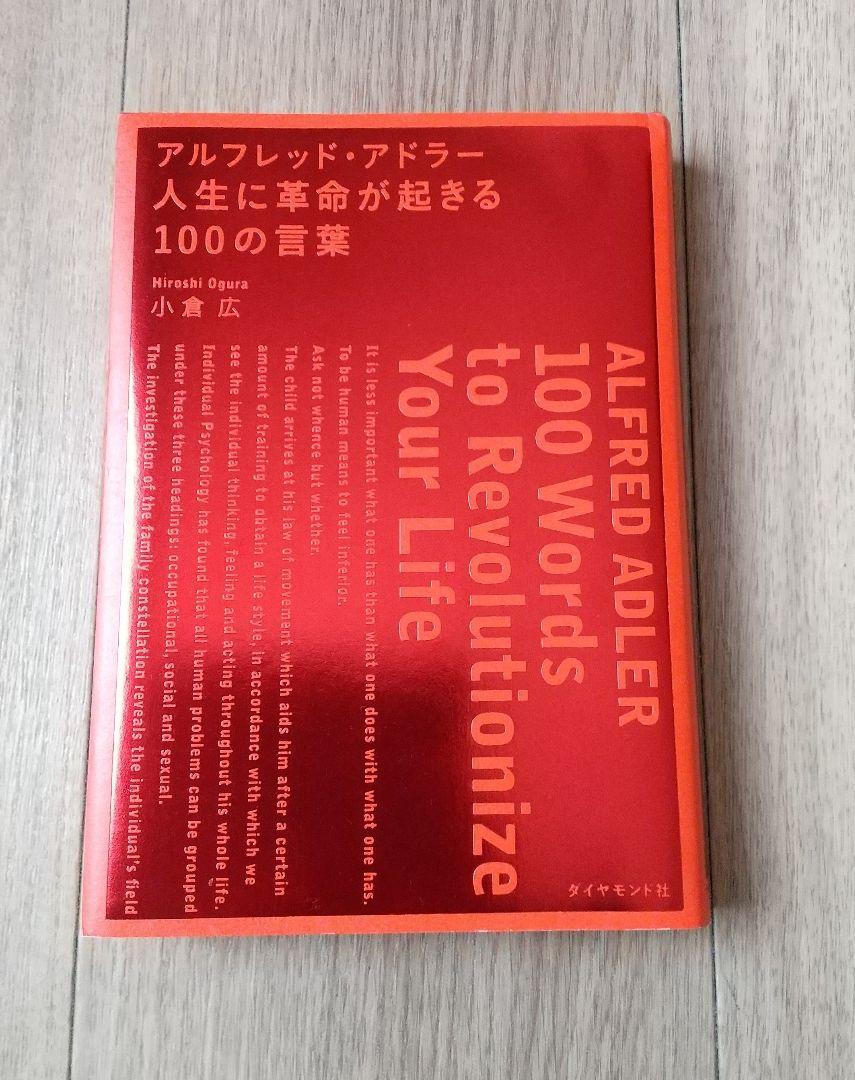 アルフレッド・アドラー
人生に革命が起きる
100の言葉
Hiroshi Ogura
小倉 広
ALFRED ADLER
100 Words
to Revolutionize
Your Life
It is less important what one has than what one does with what one has.
To be human means to feel inferior.
Ask not whence but whether.
The child arrives at his law of movement which aids him after a certain
amount of training to obtain a life style, in accordance with which we
see the individual thinking, feeling and acting throughout his whole life.
Individual Psychology has found that all human problems can be grouped
under these three headings: occupational, social and sexual.
The investigation of the family constellation reveals the individual's field
ダイヤモンド社